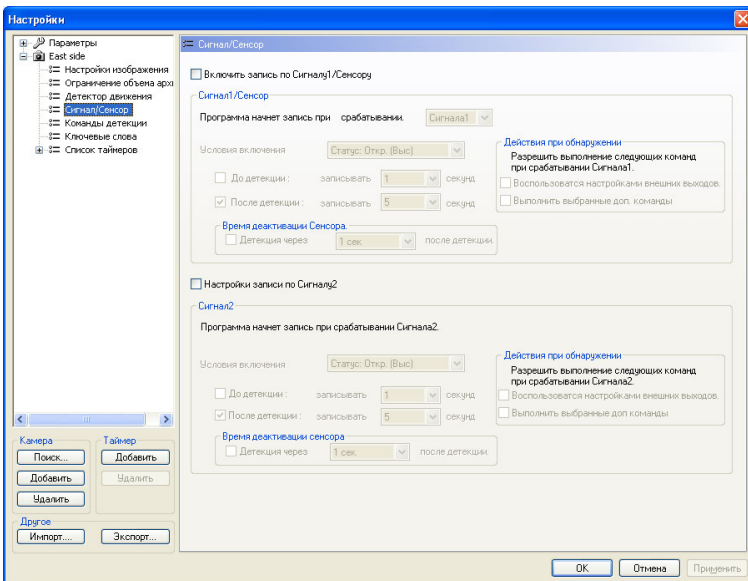 Настройки
Параметры
East side
Настройки изображения
Ограничение объема архи
Детектор движения
Сигнал/Сенсор
Команды детекции
Ключевые слова
Список таймеров
Камера
Поиск...
Добавить
Удалить
Таймер
Добавить
Удалить
Другое
Импорт....
Экспорт...
Сигнал/Сенсор
Включить запись по Сигналу1/Сенсору
Сигнал1/Сенсор
Программа начнет запись при срабатывании. Сигнала1
Условия включения Статус: Откр. (Выс)
До детекции : записывать 1 секунд
После детекции : записывать 5 секунд
Время деактивации Сенсора.
Детекция через 1 сек после детекции.
Действия при обнаружении
Разрешить выполнение следующих команд
при срабатывании Сигнала1.
Воспользоватся настройками внешних выходов.
Выполнить выбранные доп. команды
Настройки записи по Сигналу2
Сигнал2
Программа начнет запись при срабатывании Сигнала2.
Условия включения Статус: Откр. (Выс)
До детекции : записывать 1 секунд
После детекции : записывать 5 секунд
Время деактивации сенсора
Детекция через 1 сек после детекции.
Действия при обнаружении
Разрешить выполнение следующих команд
при срабатывании Сигнала2.
Воспользоватся настройками внешних выходов.
Выполнить выбранные доп команды
OK
Отмена
Применить